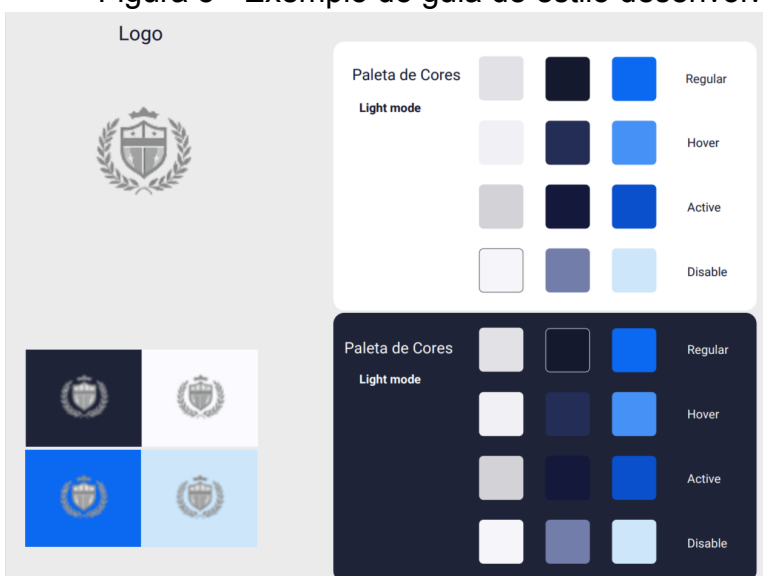 Logo
Paleta de Cores
Light mode
Regular
Hover
Active
Disable
Paleta de Cores
Light mode
Regular
Hover
Active
Disable